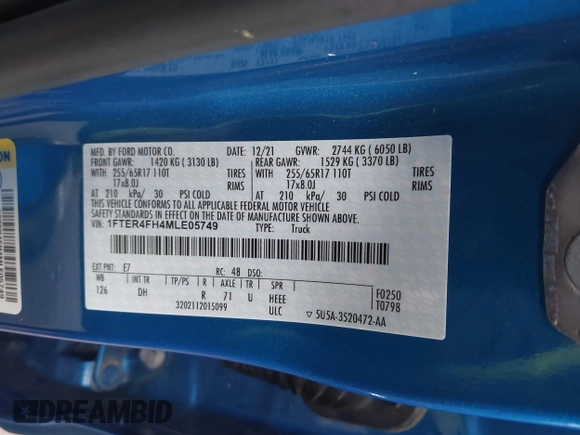 MFD. BY FORD MOTOR CO.
DATE: 12/21
GVWR: 2744 KG ( 6050 LB)
FRONT GAWR: 1420 KG ( 3130 LB)
REAR GAWR: 1529 KG ( 3370 LB)
255/65R17 110T TIRES
255/65R17 110T TIRES
17x8.0J RIMS
17x8.0J RIMS
AT 210 kPa/ 30 PSI COLD
AT 210 kPa/ 30 PSI COLD
THIS VEHICLE CONFORMS TO ALL APPLICABLE FEDERAL MOTOR VEHICLE
SAFETY STANDARDS IN EFFECT ON THE DATE OF MANUFACTURE SHOWN ABOVE.
VIN: 1FTER4FH4MLE05749
TYPE: Truck
EXT PNT: E7 RC: 48 DSO:
WB INT TR TP/PS R AXLE TR SPR
126 DH R 71 U HEEE
ULC
F0250
T0798
3202112015099
5U5A-3520472-AA
DREAMBID